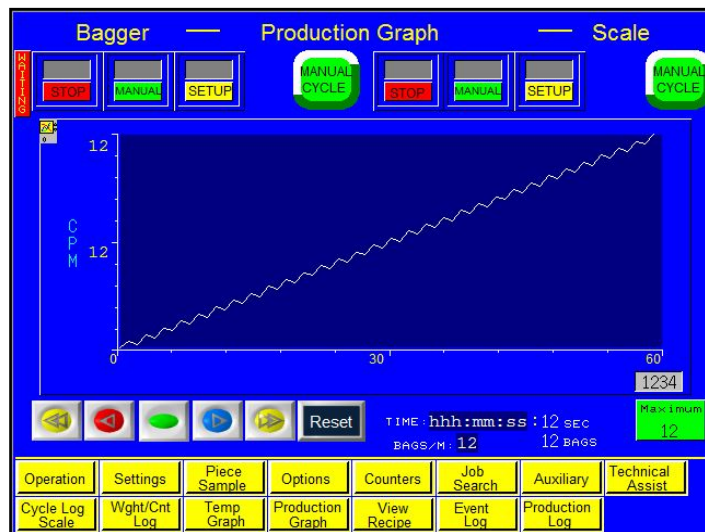 Bagger — Production Graph — Scale
WAITING
STOP MANUAL SETUP MANUAL CYCLE STOP MANUAL SETUP MANUAL CYCLE
0
12
CPM
12
0 30 60
1234
Reset
TIME: hhh:mm:ss : 12 SEC
BAGS/M: 12 12 BAGS
Maximum
12
Operation Settings Piece Sample Options Counters Job Search Auxiliary Technical Assist
Cycle Log Scale Wght/Cnt Log Temp Graph Production Graph View Recipe Event Log Production Log